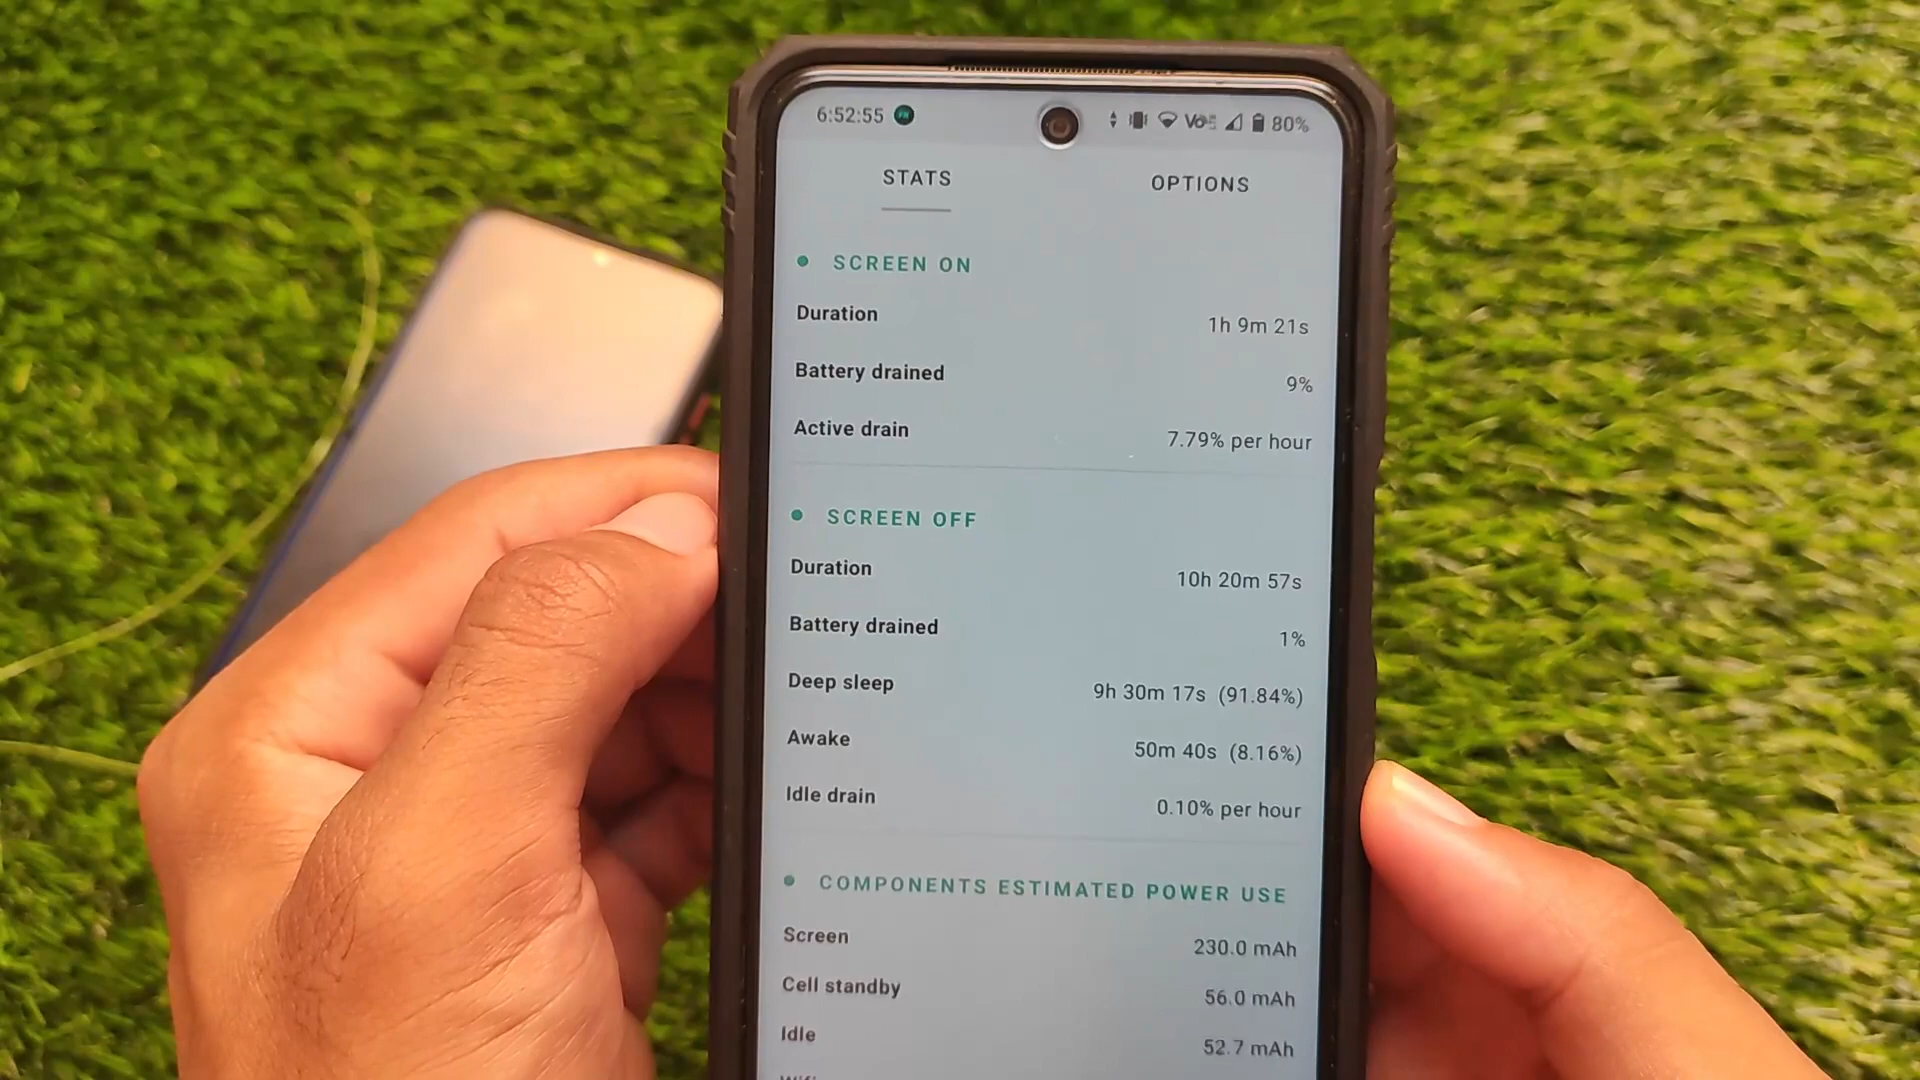 6:52:55 80%
STATS OPTIONS
SCREEN ON
Duration 1h 9m 21s
Battery drained 9%
Active drain 7.79% per hour
SCREEN OFF
Duration 10h 20m 57s
Battery drained 1%
Deep sleep 9h 30m 17s (91.84%)
Awake 50m 40s (8.16%)
Idle drain 0.10% per hour
COMPONENTS ESTIMATED POWER USE
Screen 230.0 mAh
Cell standby 56.0 mAh
Idle 52.7 mAh